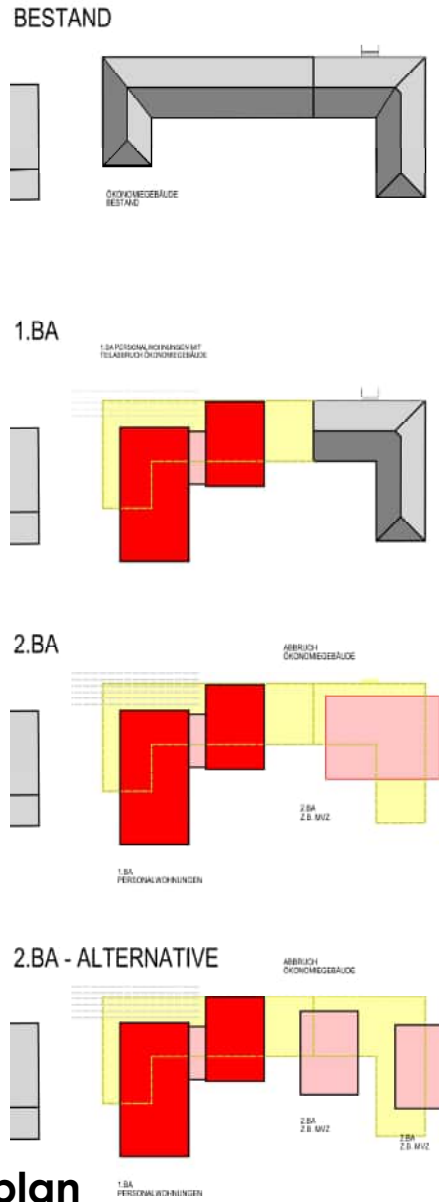 BESTAND
ÖKONOMIEGEBÄUDE
BESTAND
1.BA
1.BA PERSONALWOHNUNGEN MIT
TEILABBRUCH ÖKONOMIEGEBÄUDE
2.BA
ABBRUCH
ÖKONOMIEGEBÄUDE
2.BA
Z.B. MVZ
1.BA
PERSONALWOHNUNGEN
2.BA - ALTERNATIVE
ABBRUCH
ÖKONOMIEGEBÄUDE
2.BA
Z.B. MVZ
2.BA
Z.B. MVZ
1.BA
PERSONALWOHNUNGEN
plan